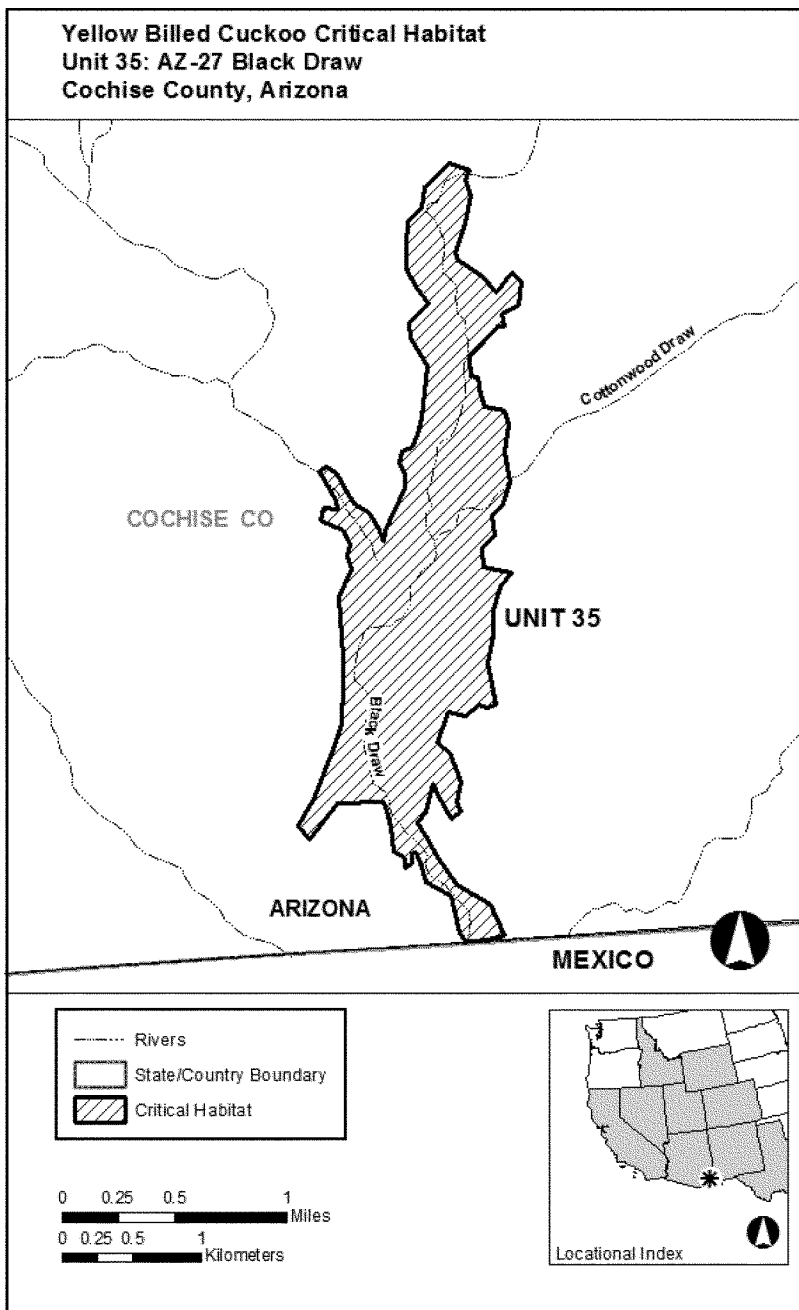 Yellow Billed Cuckoo Critical Habitat
Unit 35: AZ-27 Black Draw
Cochise County, Arizona
Cottonwood Draw
COCHISE CO
UNIT 35
Black Draw
ARIZONA
MEXICO
Rivers
State/Country Boundary
Critical Habitat
0 0.25 0.5 1
Miles
0 0.25 0.5 1
Kilometers
Locational Index